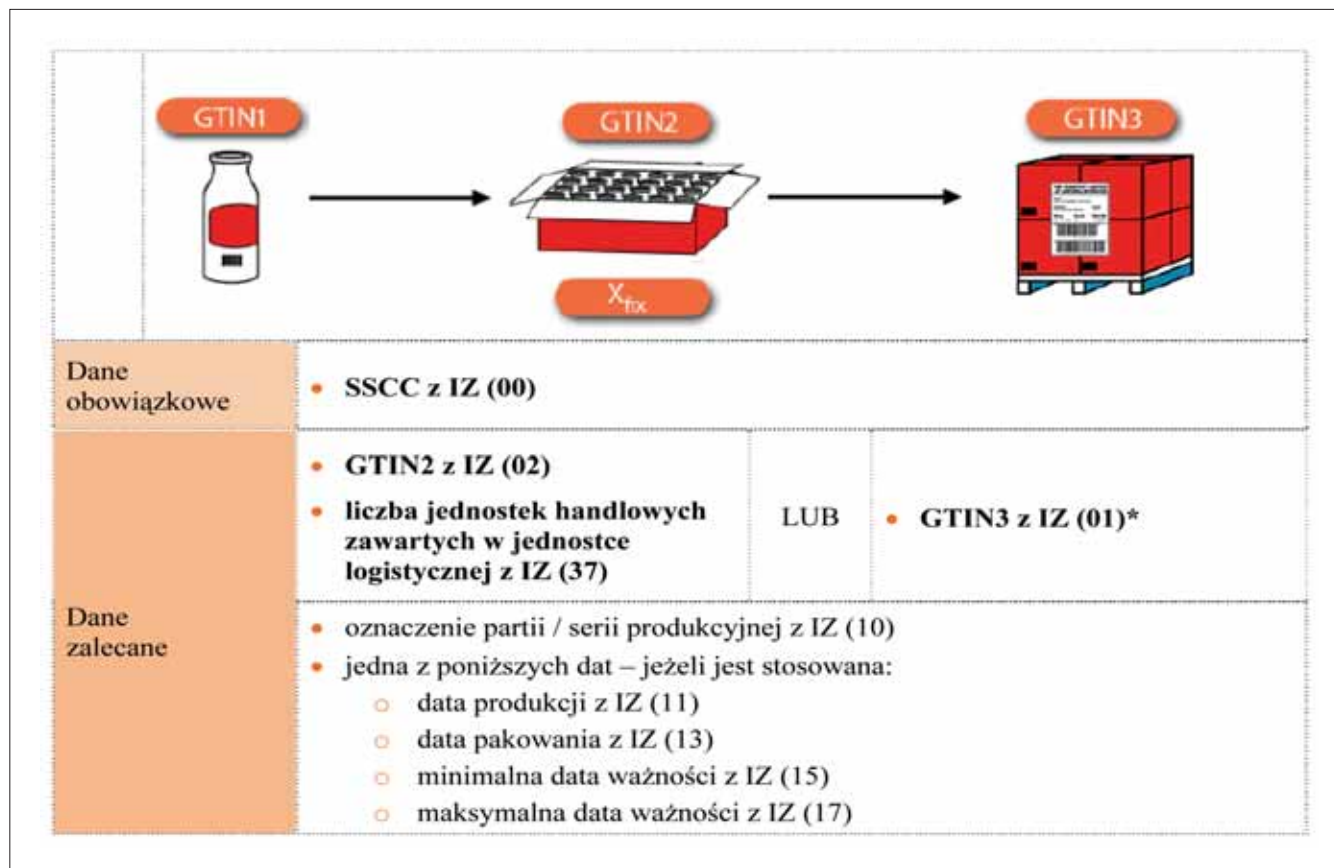 GTIN1
GTIN2
GTIN3
Xfix
Dane
obowiązkowe
• SSCC z IZ (00)
Dane
zalecane
• GTIN2 z IZ (02)
• liczba jednostek handlowych
zawartych w jednostce
logistycznej z IZ (37)
LUB
• GTIN3 z IZ (01)*
• oznaczenie partii / serii produkcyjnej z IZ (10)
• jedna z poniższych dat – jeżeli jest stosowana:
○ data produkcji z IZ (11)
○ data pakowania z IZ (13)
○ minimalna data ważności z IZ (15)
○ maksymalna data ważności z IZ (17)